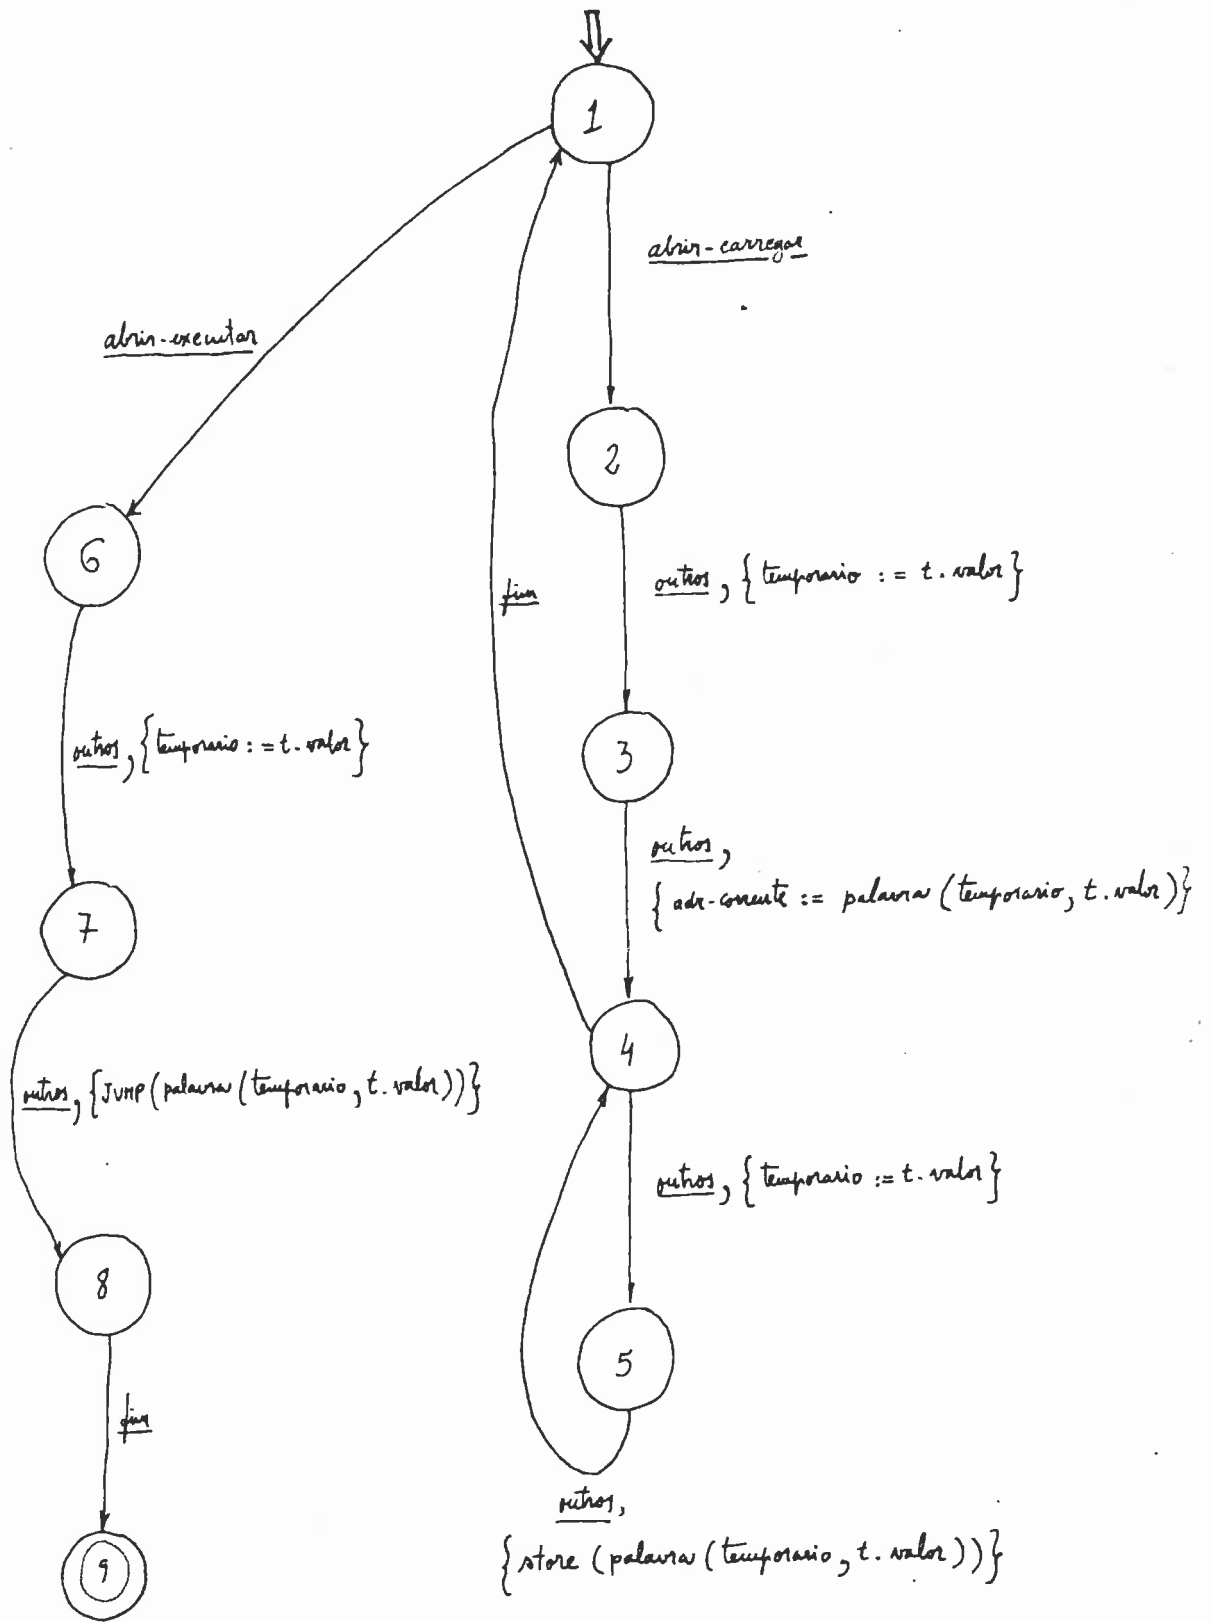 1
abrir-carregar
abrir-executar
2
6
outros, {temporario := t.valor}
fim
3
outros, {temporario := t.valor}
outros,
{adr-corrente := palavra (temporario, t.valor)}
7
4
outros, {JUMP (palavra (temporario, t.valor))}
outros, {temporario := t.valor}
8
5
fim
outros,
{store (palavra (temporario, t.valor))}
9